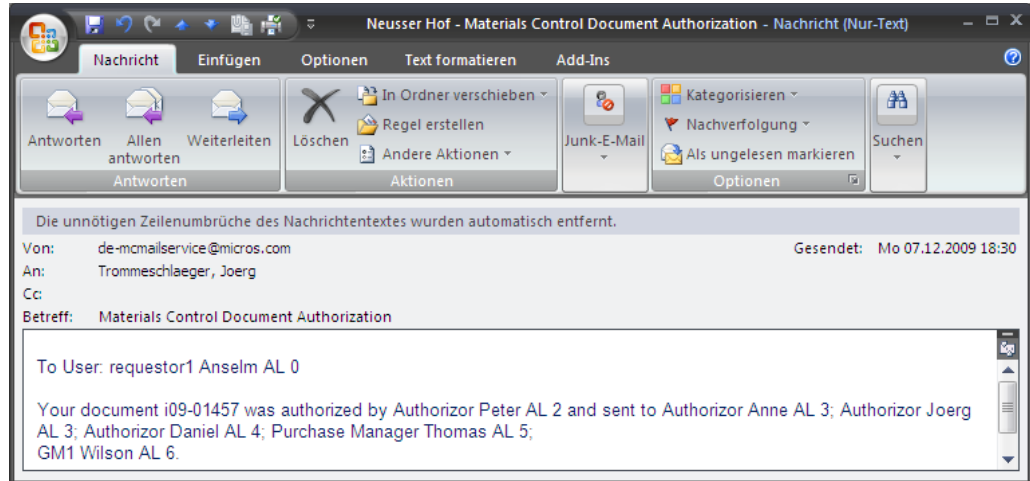 Neusser Hof - Materials Control Document Authorization - Nachricht (Nur-Text)
Nachricht Einfügen Optionen Text formatieren Add-Ins
Antworten Allen antworten Weiterleiten
Antworten
Löschen In Ordner verschieben
Regel erstellen
Andere Aktionen
Aktionen
Junk-E-Mail
Kategorisieren
Nachverfolgung
Als ungelesen markieren
Optionen
Suchen
Die unnötigen Zeilenumbrüche des Nachrichtentextes wurden automatisch entfernt.
Von: de-mcmailservice@micros.com Gesendet: Mo 07.12.2009 18:30
An: Trommeschlaeger, Joerg
Cc:
Betreff: Materials Control Document Authorization
To User: requestor1 Anselm AL 0
Your document i09-01457 was authorized by Authorizor Peter AL 2 and sent to Authorizor Anne AL 3; Authorizor Joerg
AL 3; Authorizor Daniel AL 4; Purchase Manager Thomas AL 5;
GM1 Wilson AL 6.